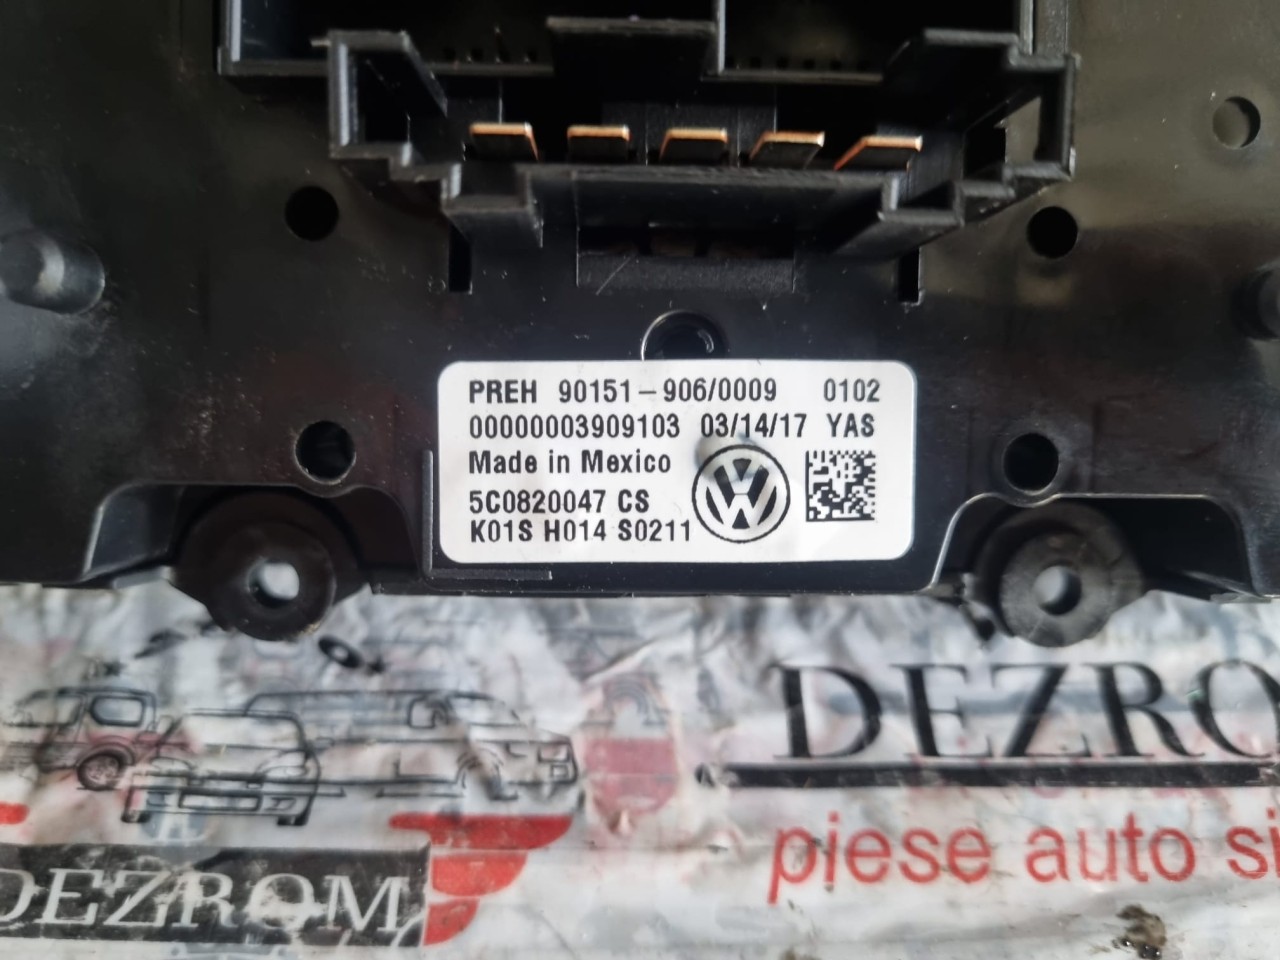 PREH 90151-906/0009 0102
00000003909103 03/14/17 YAS
Made in Mexico
5C0820047 CS
K01S H014 S0211
DEZRO
piese auto si
DEZROM